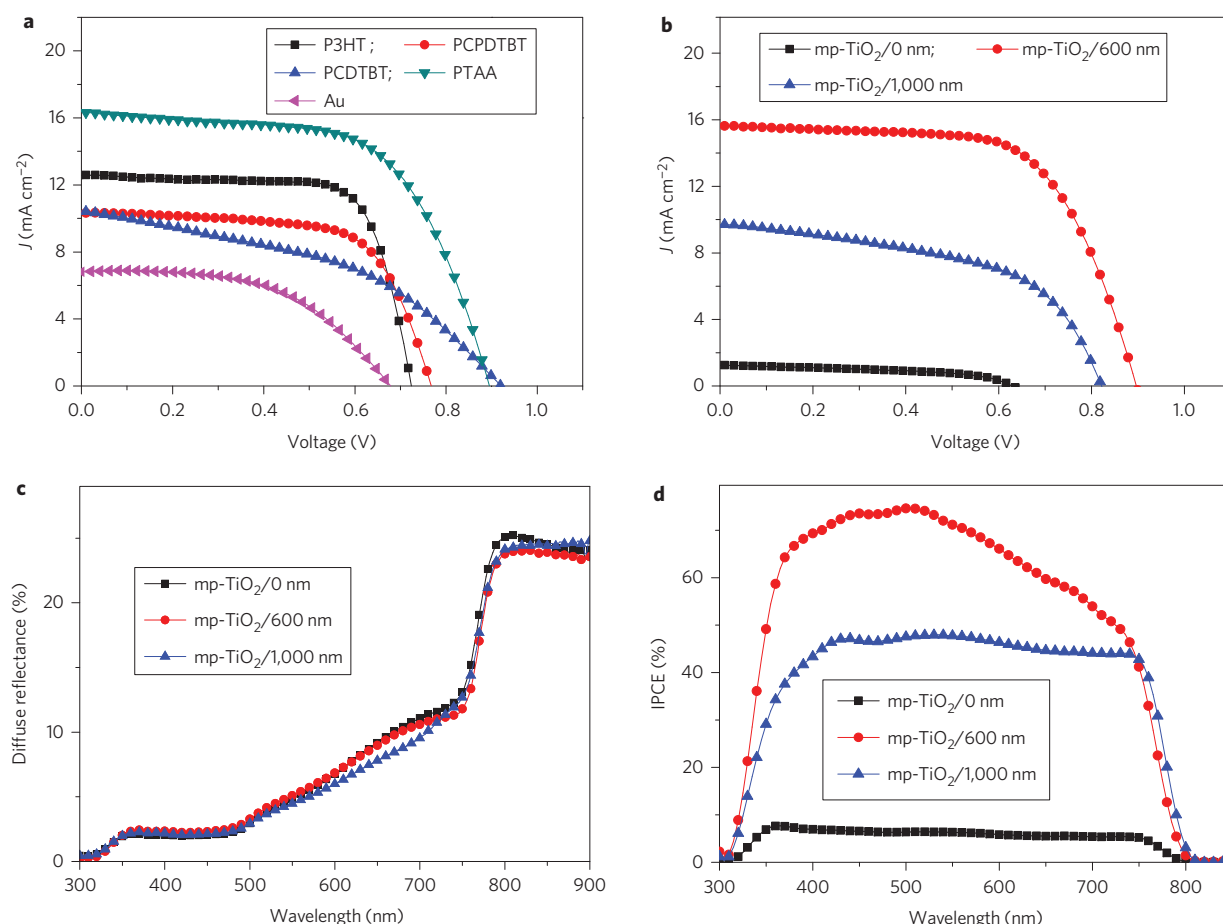 a
20
16
12
8
4
0
J (mA cm⁻²)
P3HT ; PCPDTBT
PCDTBT; PTAA
Au
0.0 0.2 0.4 0.6 0.8 1.0
Voltage (V)
b
20
16
12
8
4
0
J (mA cm⁻²)
mp-TiO₂/0 nm; mp-TiO₂/600 nm
mp-TiO₂/1,000 nm
0.0 0.2 0.4 0.6 0.8 1.0
Voltage (V)
c
20
10
0
Diffuse reflectance (%)
mp-TiO₂/0 nm
mp-TiO₂/600 nm
mp-TiO₂/1,000 nm
300 400 500 600 700 800 900
Wavelength (nm)
d
60
40
20
0
IPCE (%)
mp-TiO₂/0 nm
mp-TiO₂/600 nm
mp-TiO₂/1,000 nm
300 400 500 600 700 800
Wavelength (nm)